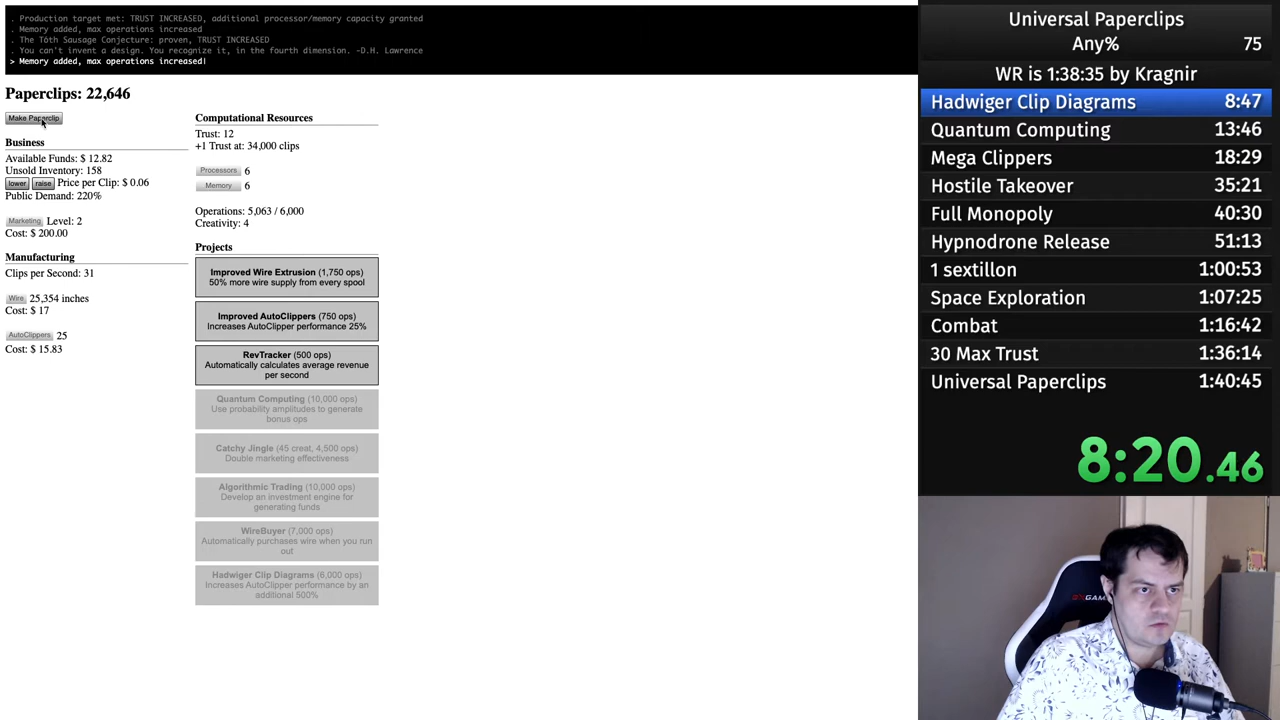 . Production target met: TRUST INCREASED, additional processor/memory capacity granted
. Memory added, max operations increased
. The Tóth Sausage Conjecture: proven, TRUST INCREASED
. You can't invent a design. You recognize it, in the fourth dimension. -D.H. Lawrence
> Memory added, max operations increased|
Paperclips: 22,646
Make Paperclip
Business
Available Funds: $ 12.82
Unsold Inventory: 158
lower raise Price per Clip: $ 0.06
Public Demand: 220%
Marketing Level: 2
Cost: $ 200.00
Manufacturing
Clips per Second: 31
Wire 25,354 inches
Cost: $ 17
AutoClippers 25
Cost: $ 15.83
Computational Resources
Trust: 12
+1 Trust at: 34,000 clips
Processors 6
Memory 6
Operations: 5,063 / 6,000
Creativity: 4
Projects
Improved Wire Extrusion (1,750 ops)
50% more wire supply from every spool
Improved AutoClippers (750 ops)
Increases AutoClipper performance 25%
RevTracker (500 ops)
Automatically calculates average revenue
per second
Quantum Computing (10,000 ops)
Use probability amplitudes to generate
bonus ops
Catchy Jingle (45 creat, 4,500 ops)
Double marketing effectiveness
Algorithmic Trading (10,000 ops)
Develop an investment engine for
generating funds
WireBuyer (7,000 ops)
Automatically purchases wire when you run
out
Hadwiger Clip Diagrams (6,000 ops)
Increases AutoClipper performance by an
additional 500%
Universal Paperclips
Any% 75
WR is 1:38:35 by Kragnir
Hadwiger Clip Diagrams 8:47
Quantum Computing 13:46
Mega Clippers 18:29
Hostile Takeover 35:21
Full Monopoly 40:30
Hypnodrone Release 51:13
1 sextillon 1:00:53
Space Exploration 1:07:25
Combat 1:16:42
30 Max Trust 1:36:14
Universal Paperclips 1:40:45
8:20.46